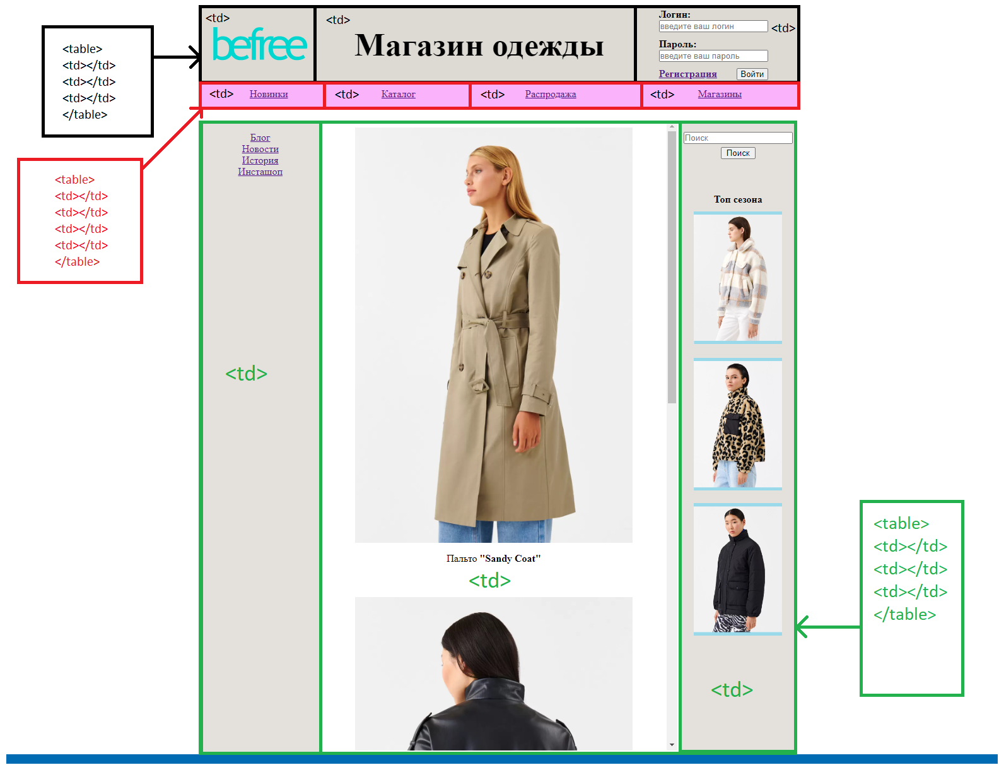 <td>
befree
<td>
Магазин одежды
Логин:
введите ваш логин
<td>
Пароль:
введите ваш пароль
Регистрация
Войти
<table>
<td></td>
<td></td>
<td></td>
</table>
<td> Новинки
<td> Каталог
<td> Распродажа
<td> Магазины
<table>
<td></td>
<td></td>
<td></td>
<td></td>
</table>
Блог
Новости
История
Инсташоп
<td>
Пальто "Sandy Coat"
<td>
Поиск
Поиск
Топ сезона
<td>
<table>
<td></td>
<td></td>
<td></td>
</table>